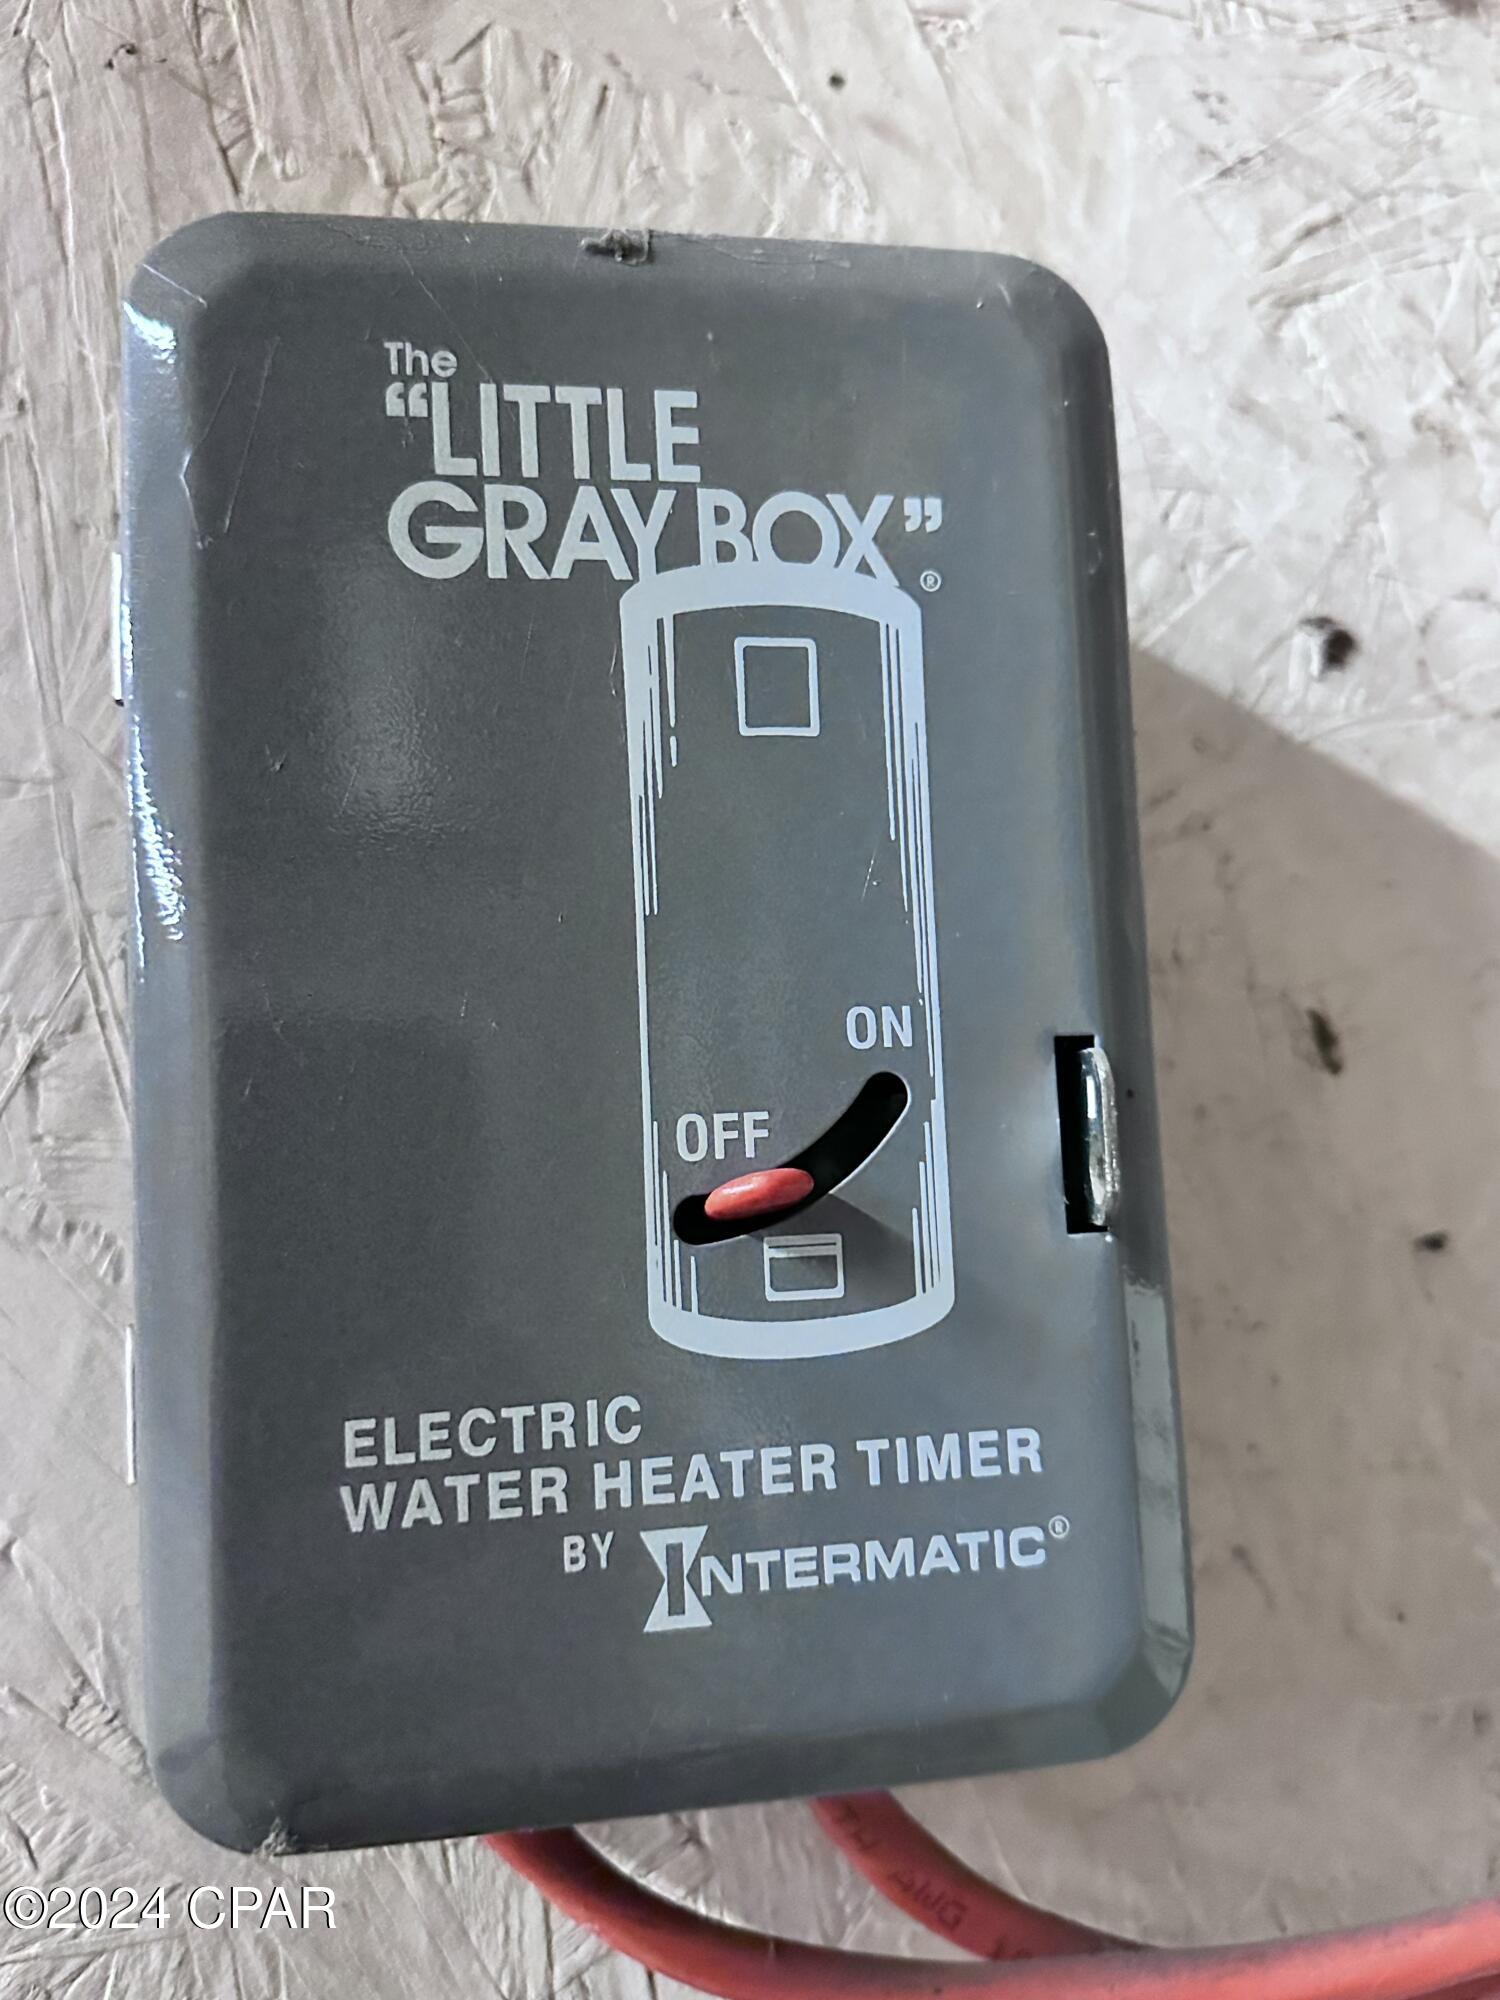 The
“LITTLE
GRAY BOX”®
ON
OFF
ELECTRIC
WATER HEATER TIMER
BY INTERMATIC®
©2024 CPAR